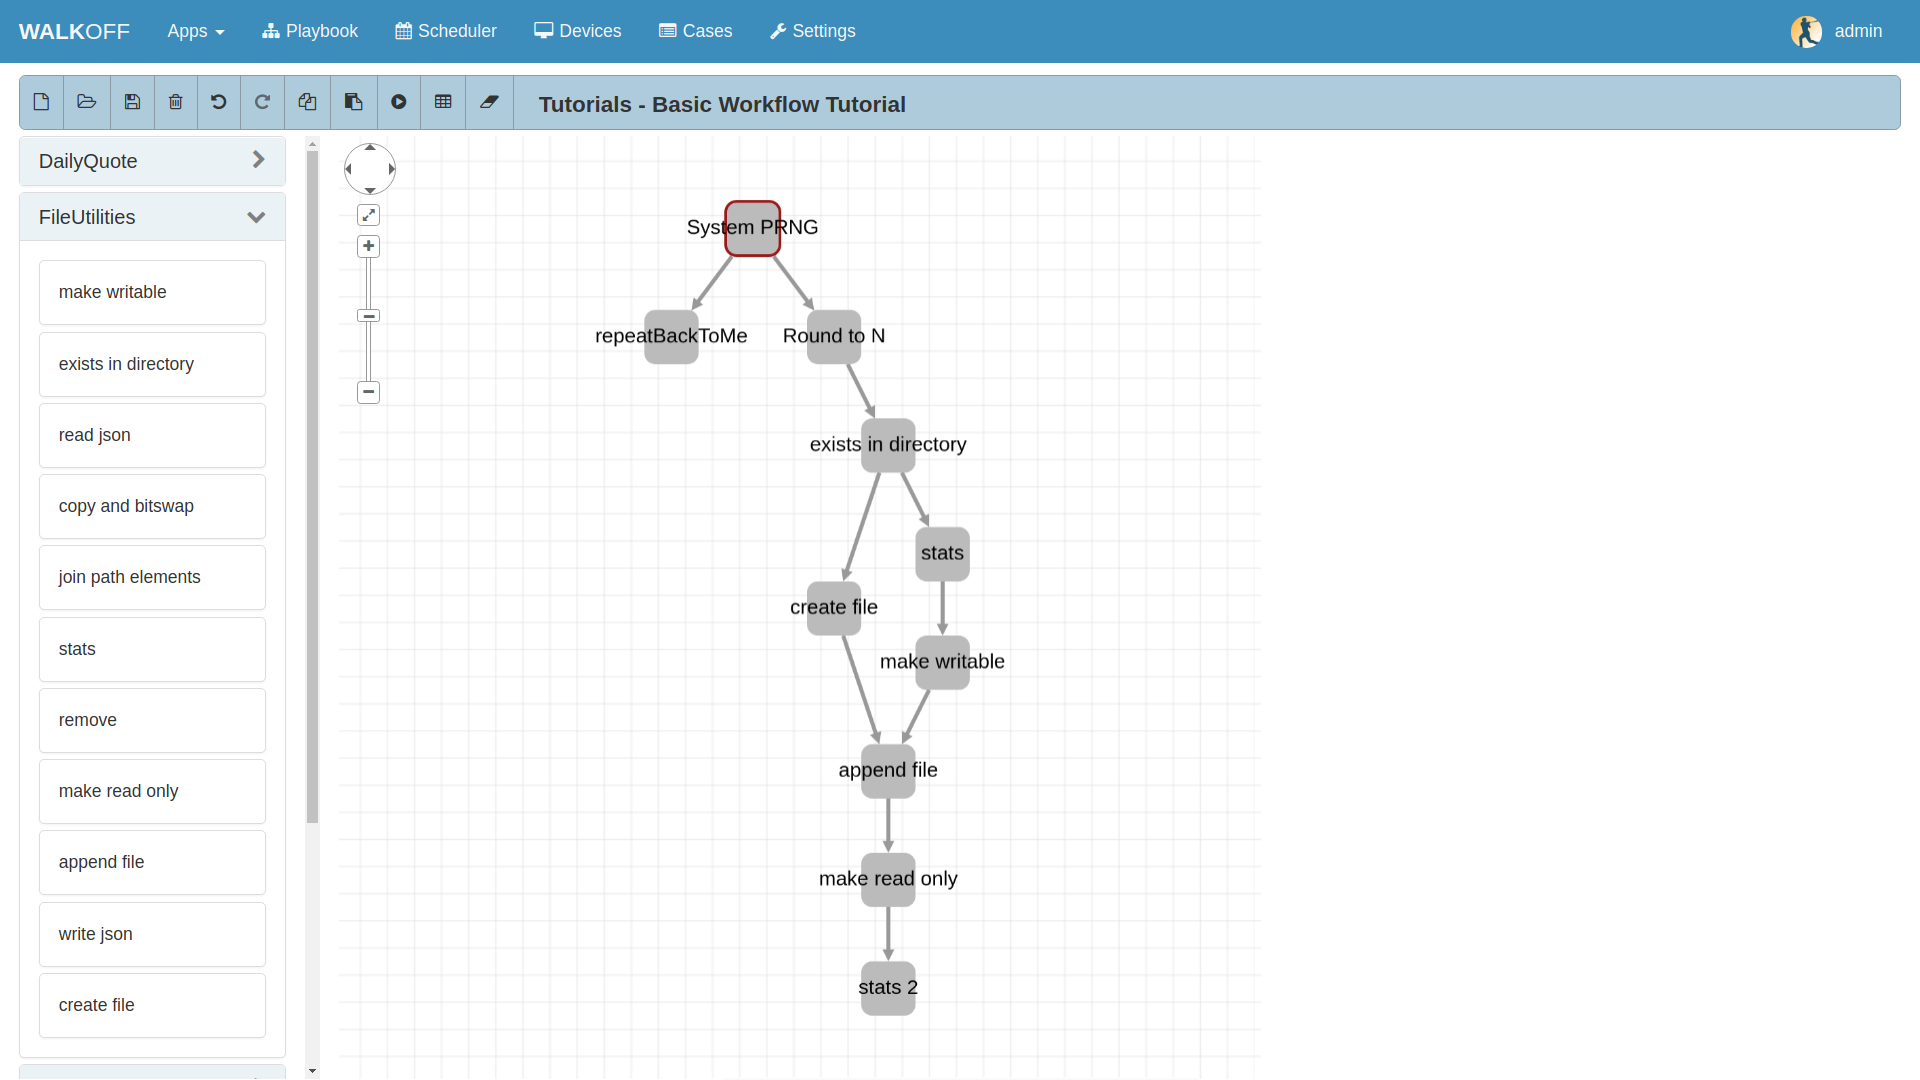 WALKOFF Apps Playbook Scheduler Devices Cases Settings admin
Tutorials - Basic Workflow Tutorial
DailyQuote
FileUtilities
make writable
exists in directory
read json
copy and bitswap
join path elements
stats
remove
make read only
append file
write json
create file
System PRNG
repeatBackToMe
Round to N
exists in directory
stats
create file
make writable
append file
make read only
stats 2